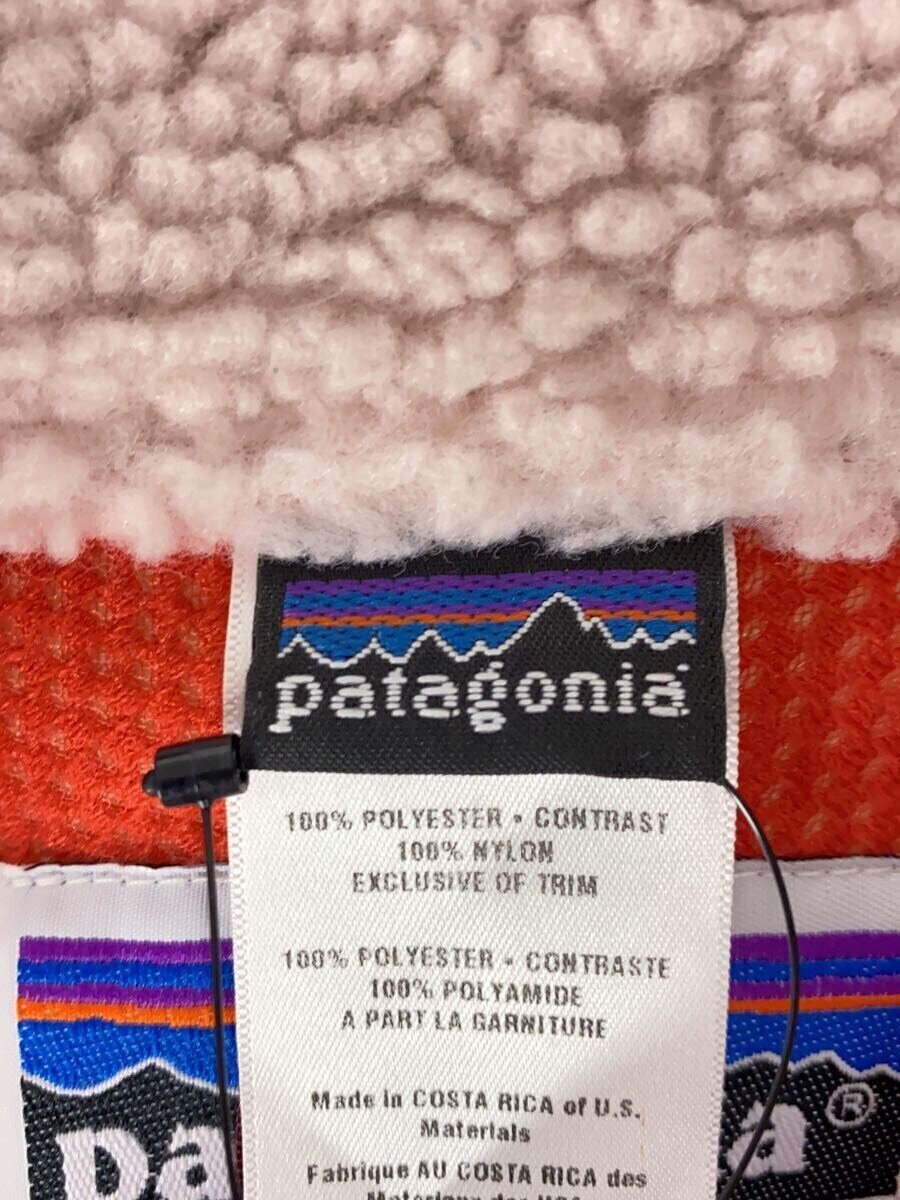 patagonia
100% POLYESTER • CONTRAST
100% NYLON
EXCLUSIVE OF TRIM
100% POLYESTER • CONTRASTE
100% POLYAMIDE
A PART LA GARNITURE
Made in COSTA RICA of U.S.
Materials
Fabrique AU COSTA RICA des
pa a®